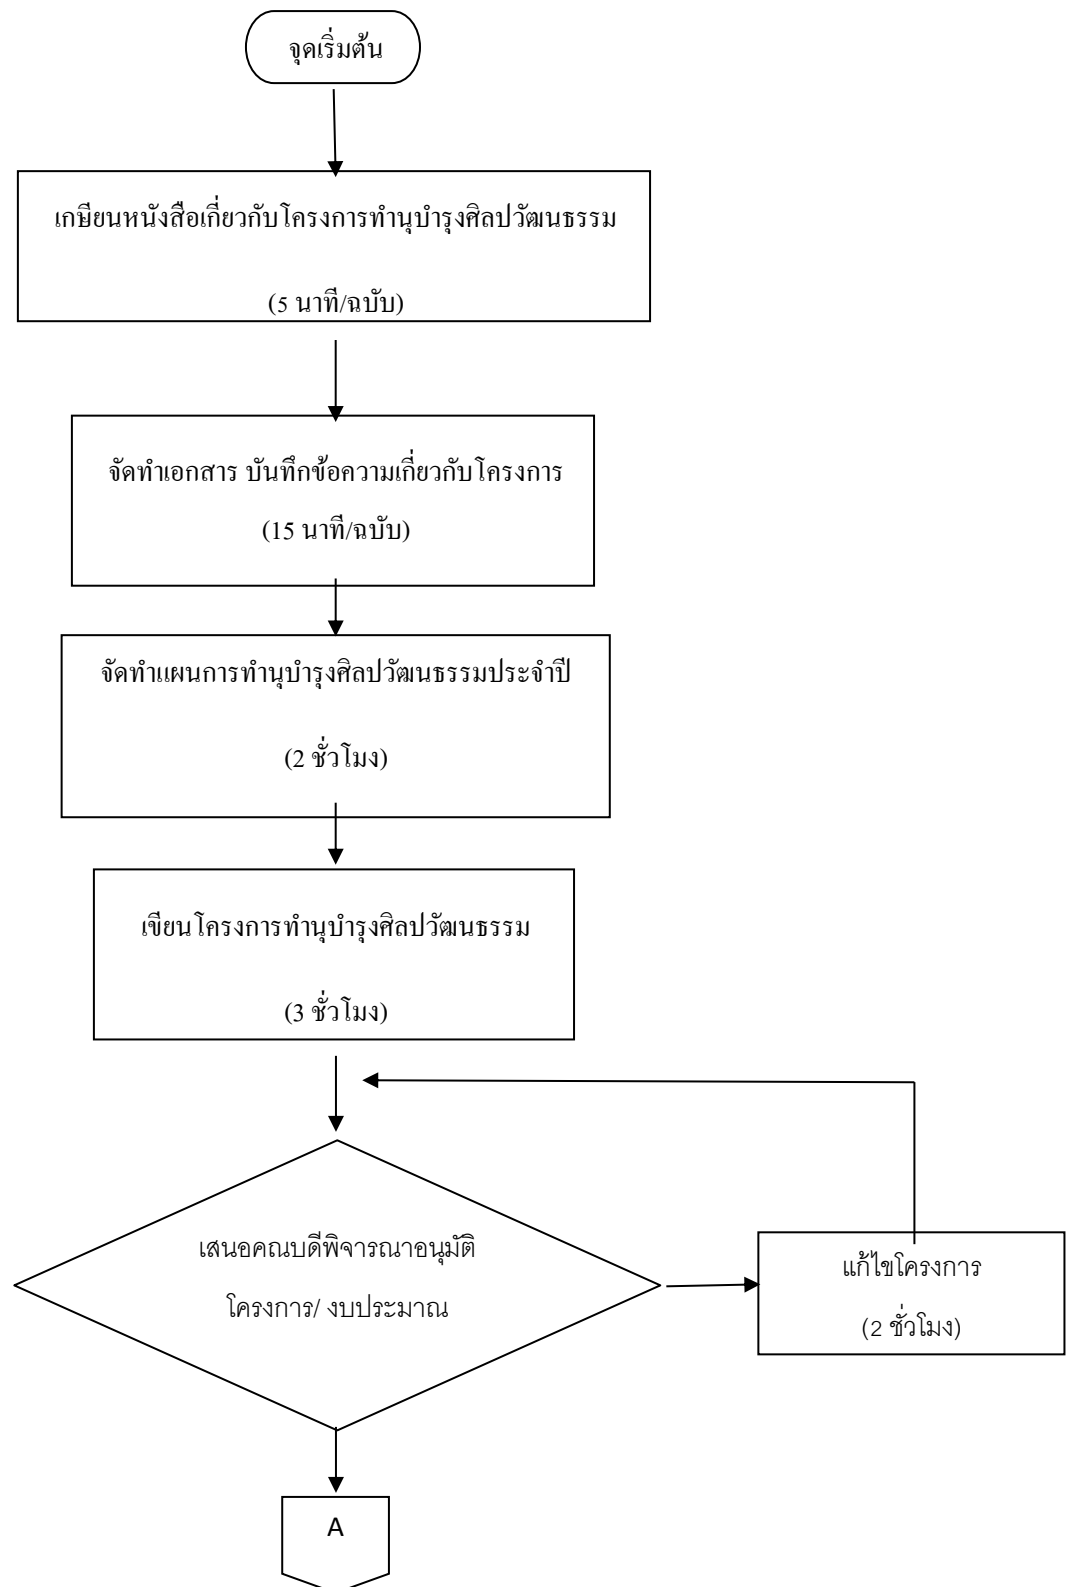 จุดเริ่มต้น
เกษียนหนังสือเกี่ยวกับโครงการทำนุบำรุงศิลปวัฒนธรรม
(5 นาที/ฉบับ)
จัดทำเอกสาร บันทึกข้อความเกี่ยวกับโครงการ
(15 นาที/ฉบับ)
จัดทำแผนการทำนุบำรุงศิลปวัฒนธรรมประจำปี
(2 ชั่วโมง)
เขียนโครงการทำนุบำรุงศิลปวัฒนธรรม
(3 ชั่วโมง)
เสนอคณบดีพิจารณาอนุมัติ
โครงการ/ งบประมาณ
แก้ไขโครงการ
(2 ชั่วโมง)
A